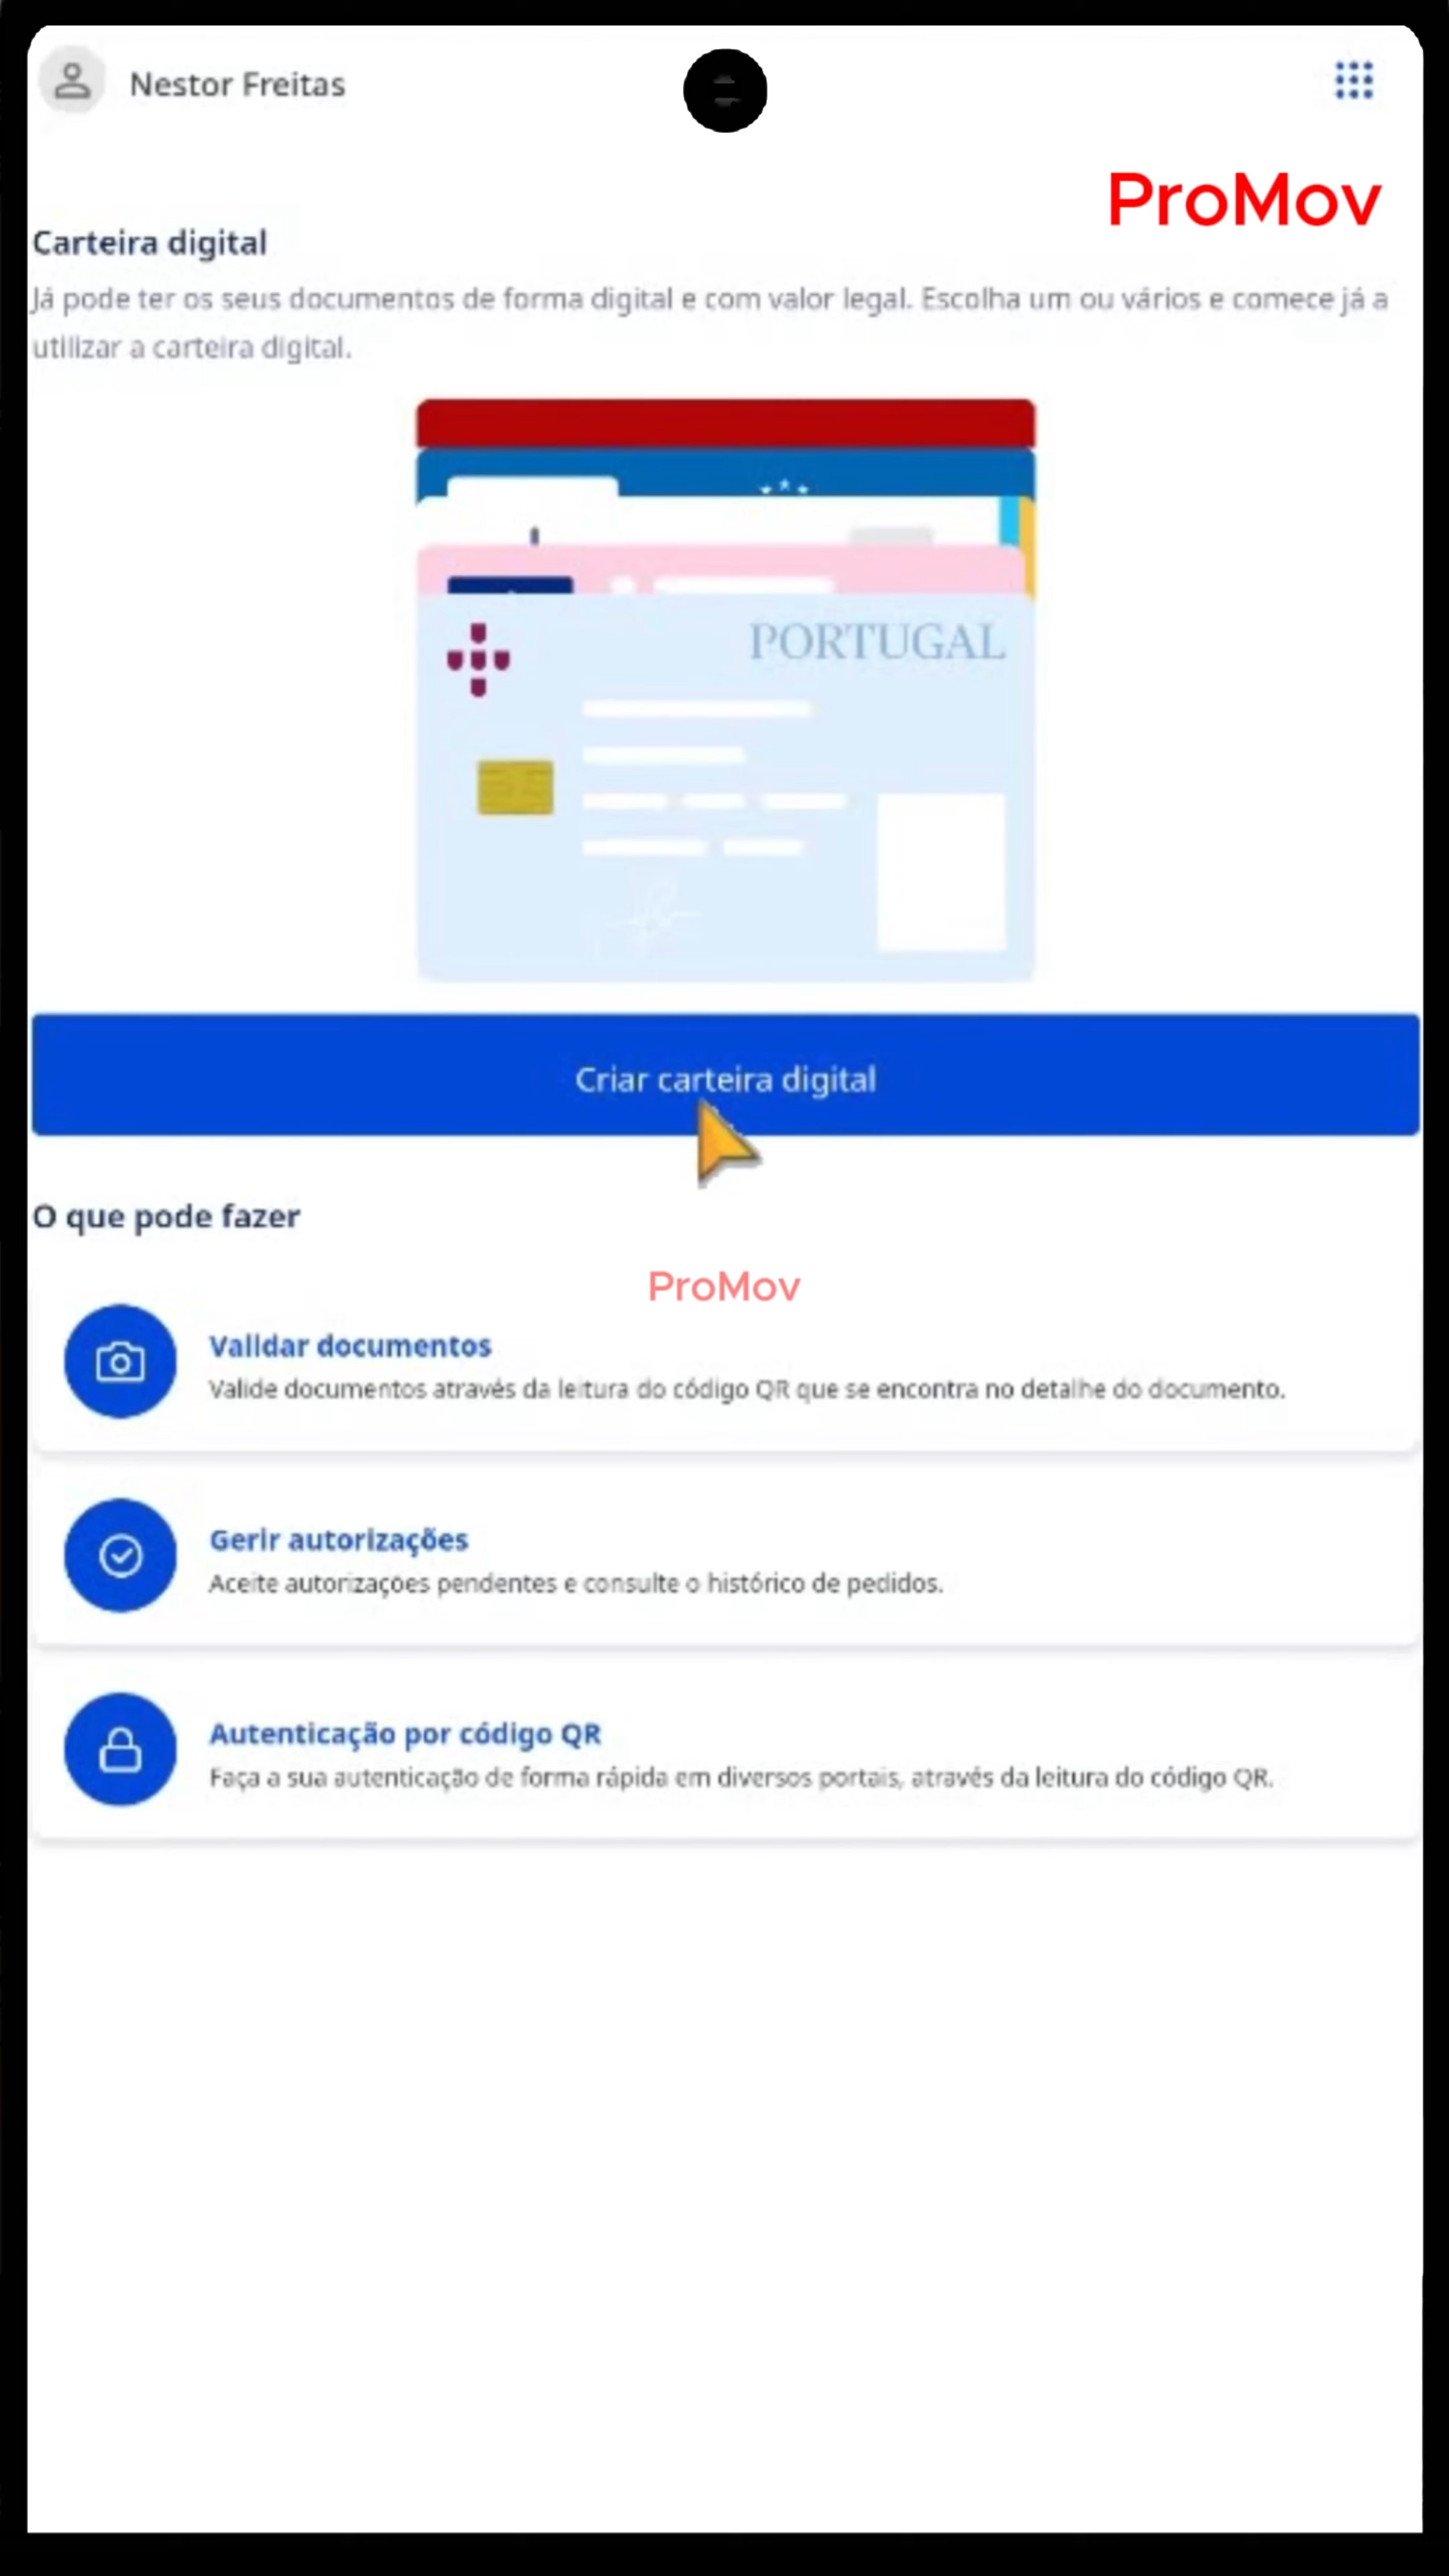 Nestor Freitas
ProMov
Carteira digital
Já pode ter os seus documentos de forma digital e com valor legal. Escolha um ou vários e comece já a
utilizar a carteira digital.
PORTUGAL
Criar carteira digital
O que pode fazer
ProMov
Validar documentos
Valide documentos através da leitura do código QR que se encontra no detalhe do documento.
Gerir autorizações
Aceite autorizações pendentes e consulte o histórico de pedidos.
Autenticação por código QR
Faça a sua autenticação de forma rápida em diversos portais, através da leitura do código QR.